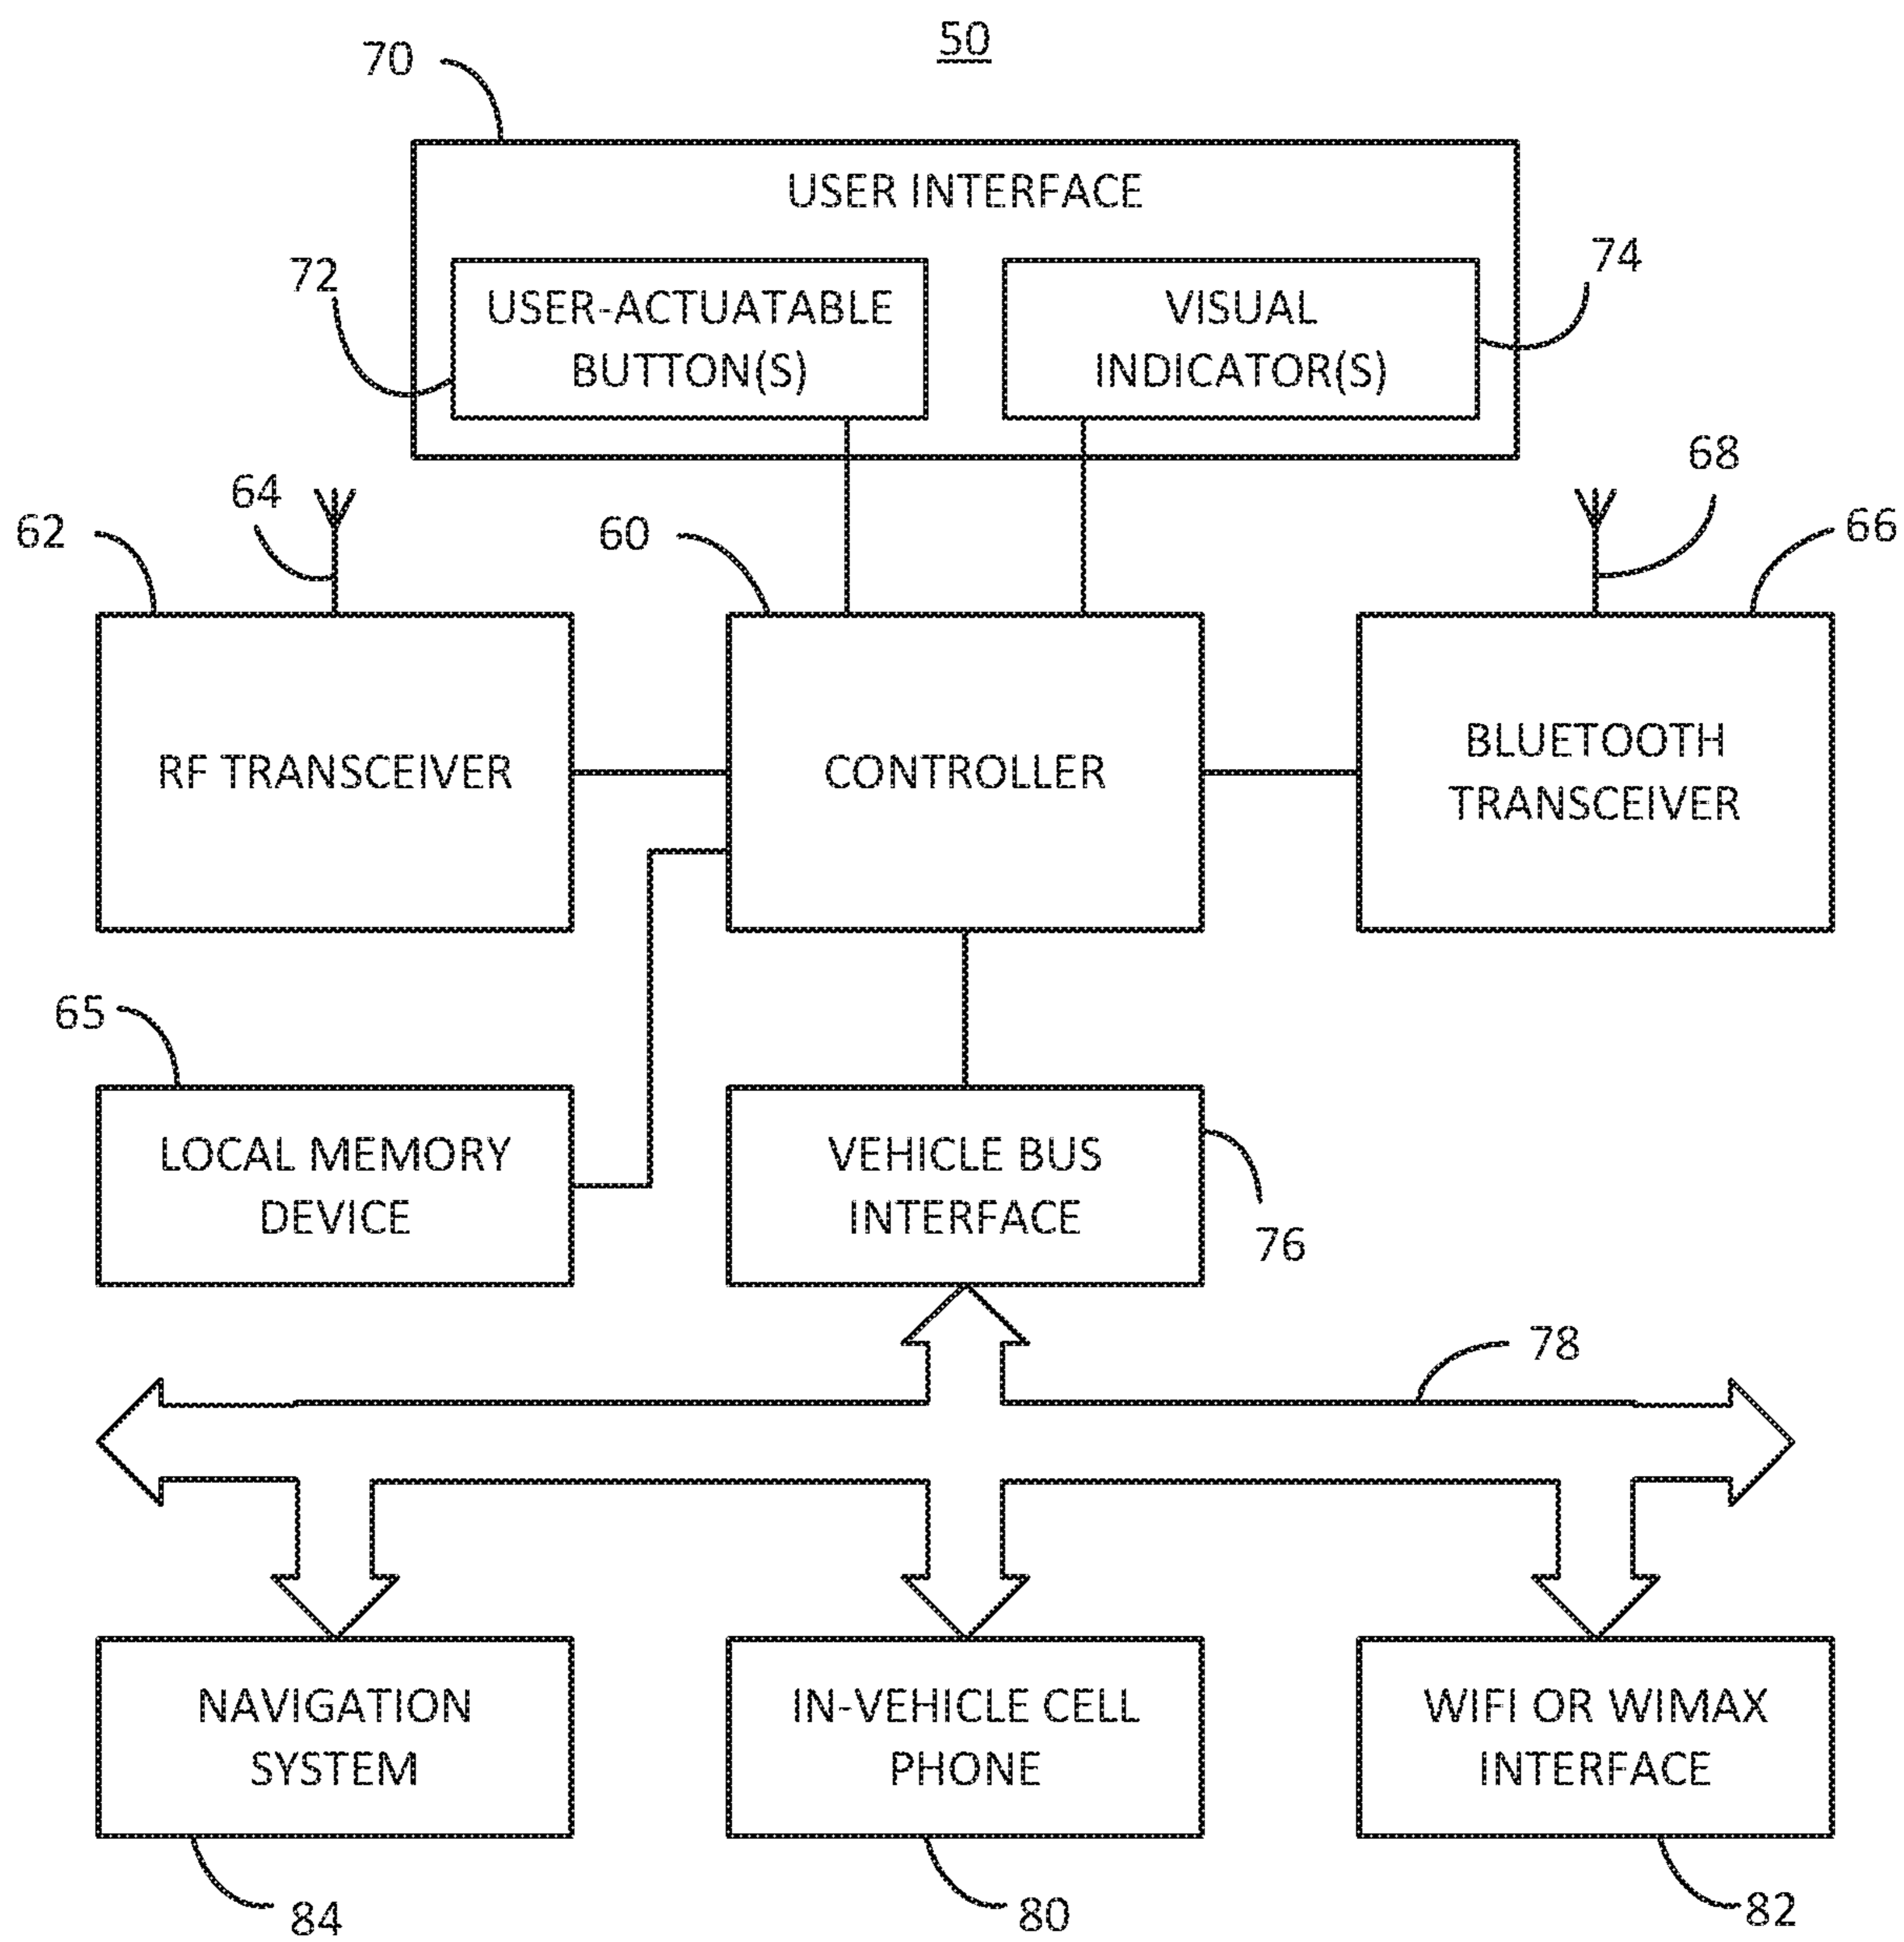 50
70
USER INTERFACE
72
74
USER-ACTUATABLE
BUTTON(S)
VISUAL
INDICATOR(S)
64
68
62
60
66
RF TRANSCEIVER
CONTROLLER
BLUETOOTH
TRANSCEIVER
65
LOCAL MEMORY
DEVICE
VEHICLE BUS
INTERFACE
76
78
NAVIGATION
SYSTEM
IN-VEHICLE CELL
PHONE
WIFI OR WIMAX
INTERFACE
84
80
82